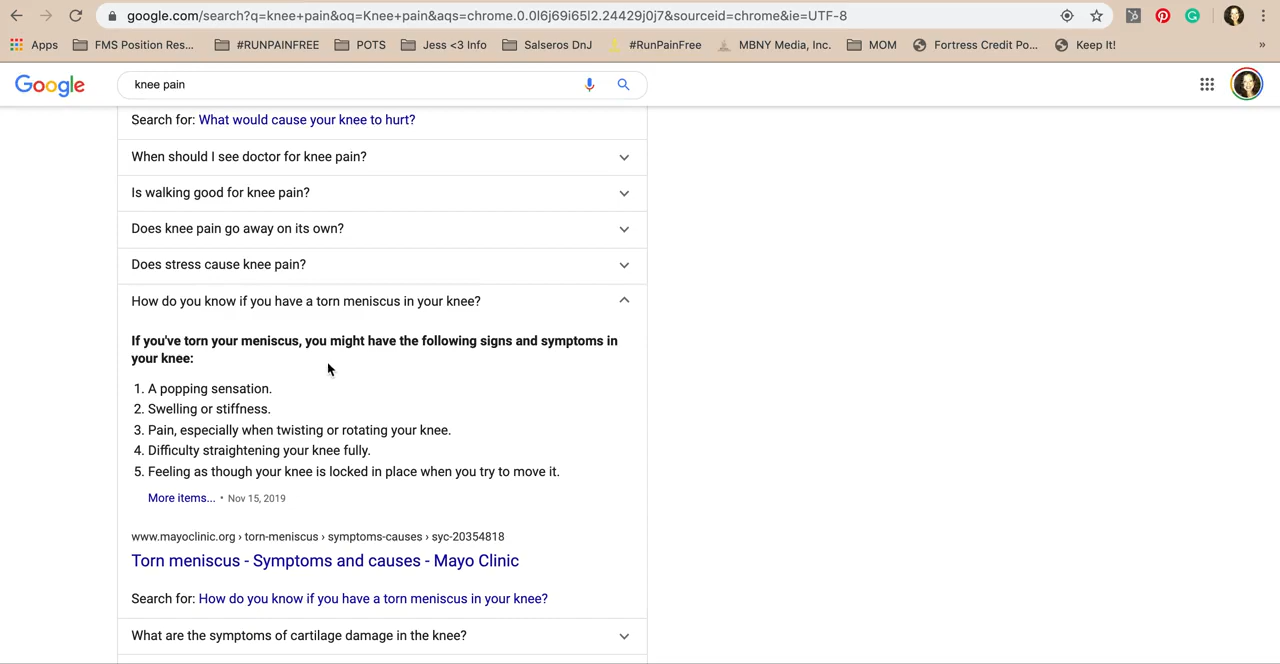 google.com/search?q=knee+pain&oq=Knee+pain&aqs=chrome.0.0l6j69i65l2.24429j0j7&sourceid=chrome&ie=UTF-8
Apps FMS Position Res... #RUNPAINFREE POTS Jess <3 Info Salseros DnJ #RunPainFree MBNY Media, Inc. MOM Fortress Credit Po... Keep It! »
Google knee pain
Search for: What would cause your knee to hurt?
When should I see doctor for knee pain?
Is walking good for knee pain?
Does knee pain go away on its own?
Does stress cause knee pain?
How do you know if you have a torn meniscus in your knee?
If you've torn your meniscus, you might have the following signs and symptoms in
your knee:
1. A popping sensation.
2. Swelling or stiffness.
3. Pain, especially when twisting or rotating your knee.
4. Difficulty straightening your knee fully.
5. Feeling as though your knee is locked in place when you try to move it.
More items... • Nov 15, 2019
www.mayoclinic.org › torn-meniscus › symptoms-causes › syc-20354818
Torn meniscus - Symptoms and causes - Mayo Clinic
Search for: How do you know if you have a torn meniscus in your knee?
What are the symptoms of cartilage damage in the knee?